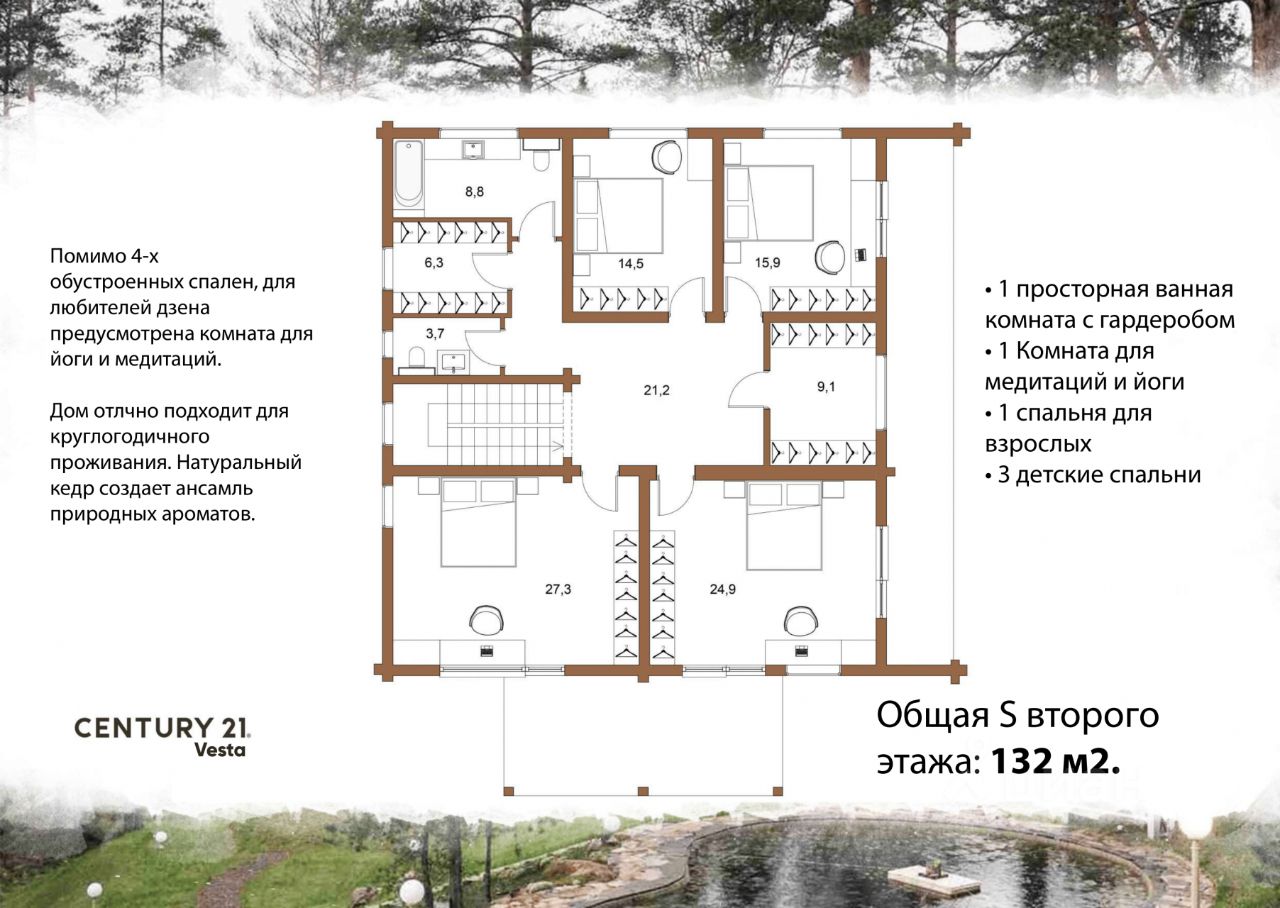 8,8
6,3
14,5
15,9
3,7
21,2
9,1
27,3
24,9
Помимо 4-х
обустроенных спален, для
любителей дзена
предусмотрена комната для
йоги и медитаций.
Дом отлчно подходит для
круглогодичного
проживания. Натуральный
кедр создает ансамль
природных ароматов.
• 1 просторная ванная
комната с гардеробом
• 1 Комната для
медитаций и йоги
• 1 спальня для
взрослых
• 3 детские спальни
CENTURY 21.
Vesta
Общая S второго
этажа: 132 м2.
циан